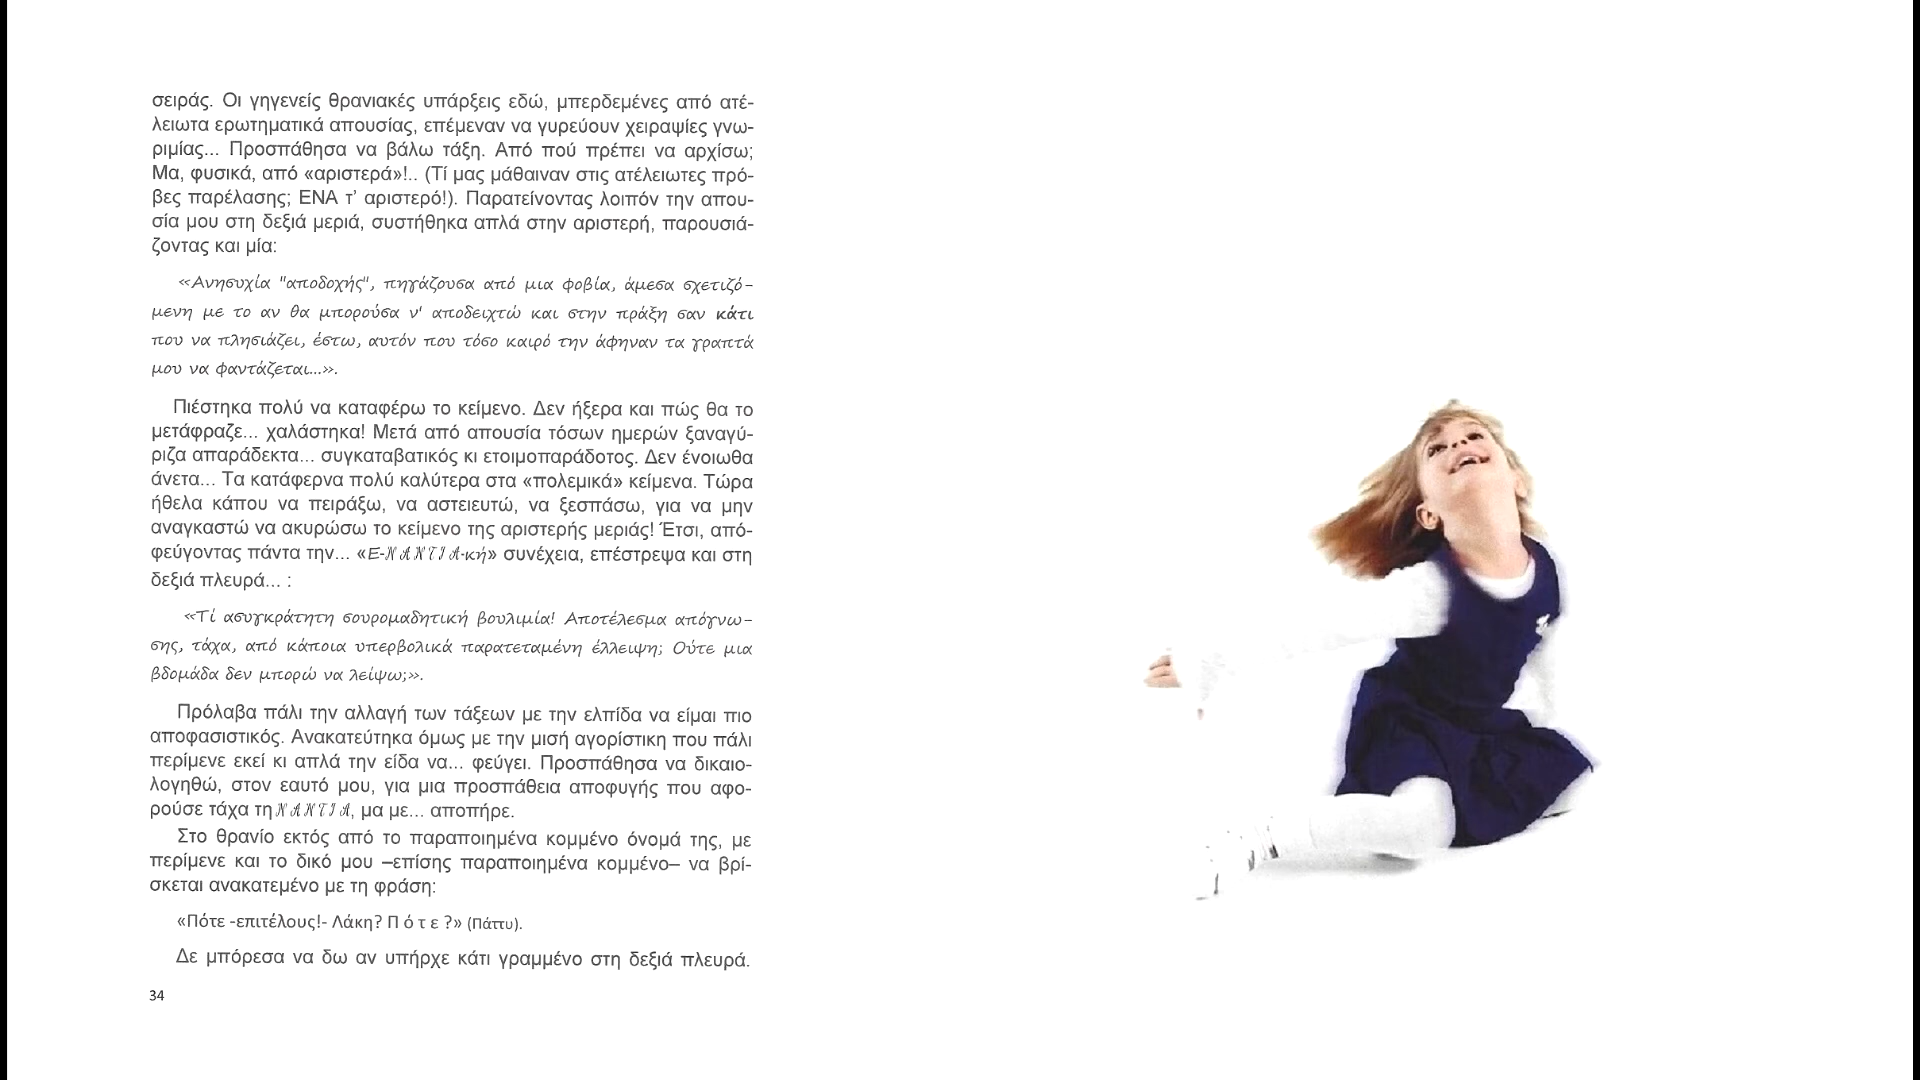 σειράς. Οι γηγενείς θρανιακές υπάρξεις εδώ, μπερδεμένες από ατέ-
λειωτα ερωτηματικά απουσίας, επέμεναν να γυρεύουν χειραψίες γνω-
ριμίας... Προσπάθησα να βάλω τάξη. Από πού πρέπει να αρχίσω;
Μα, φυσικά, από «αριστερά»!.. (Τί μας μάθαιναν στις ατέλειωτες πρό-
βες παρέλασης; ΕΝΑ τ’ αριστερό!). Παρατείνοντας λοιπόν την απου-
σία μου στη δεξιά μεριά, συστήθηκα απλά στην αριστερή, παρουσιά-
ζοντας και μία:
«Ανησυχία "αποδοχής", πηγάζουσα από μια φοβία, άμεσα σχετιζό-
μενη με το αν θα μπορούσα ν' αποδειχτώ και στην πράξη σαν κάτι
που να πλησιάζει, έστω, αυτόν που τόσο καιρό την άφηναν τα γραπτά
μου να φαντάζεται...».
Πιέστηκα πολύ να καταφέρω το κείμενο. Δεν ήξερα και πώς θα το
μετάφραζε... χαλάστηκα! Μετά από απουσία τόσων ημερών ξαναγύ-
ριζα απαράδεκτα... συγκαταβατικός κι ετοιμοπαράδοτος. Δεν ένοιωθα
άνετα... Τα κατάφερνα πολύ καλύτερα στα «πολεμικά» κείμενα. Τώρα
ήθελα κάπου να πειράξω, να αστειευτώ, να ξεσπάσω, για να μην
αναγκαστώ να ακυρώσω το κείμενο της αριστερής μεριάς! Έτσι, από-
φεύγοντας πάντα την... «Ε-ΝΑΝΤΙΑ-κή» συνέχεια, επέστρεψα και στη
δεξιά πλευρά... :
«Τί ασυγκράτητη σουρομαδητική βουλιμία! Αποτέλεσμα απόγνω-
σης, τάχα, από κάποια υπερβολικά παρατεταμένη έλλειψη; Ούτε μια
βδομάδα δεν μπορώ να λείψω;».
Πρόλαβα πάλι την αλλαγή των τάξεων με την ελπίδα να είμαι πιο
αποφασιστικός. Ανακατεύτηκα όμως με την μισή αγορίστικη που πάλι
περίμενε εκεί κι απλά την είδα να... φεύγει. Προσπάθησα να δικαιο-
λογηθώ, στον εαυτό μου, για μια προσπάθεια αποφυγής που αφο-
ρούσε τάχα τη ΝΑΝΤΙΑ, μα με... αποπήρε.
Στο θρανίο εκτός από το παραποιημένα κομμένο όνομά της, με
περίμενε και το δικό μου –επίσης παραποιημένα κομμένο– να βρί-
σκεται ανακατεμένο με τη φράση:
«Πότε -επιτέλους!- Λάκη? Π ό τ ε ?» (Πάττυ).
Δε μπόρεσα να δω αν υπήρχε κάτι γραμμένο στη δεξιά πλευρά.
34